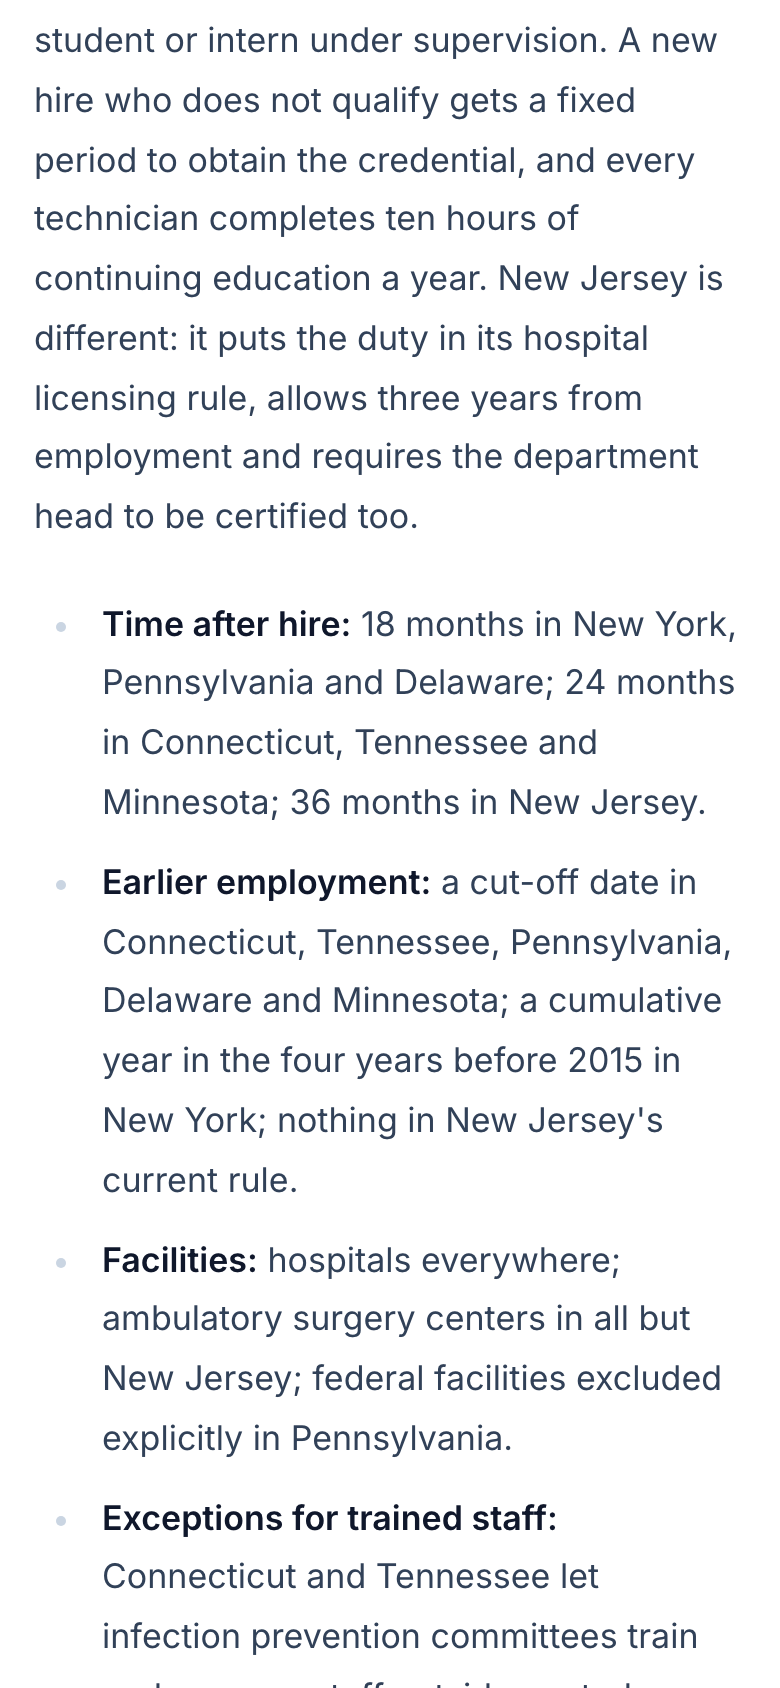 student or intern under supervision. A new
hire who does not qualify gets a fixed
period to obtain the credential, and every
technician completes ten hours of
continuing education a year. New Jersey is
different: it puts the duty in its hospital
licensing rule, allows three years from
employment and requires the department
head to be certified too.
Time after hire: 18 months in New York,
Pennsylvania and Delaware; 24 months
in Connecticut, Tennessee and
Minnesota; 36 months in New Jersey.
Earlier employment: a cut-off date in
Connecticut, Tennessee, Pennsylvania,
Delaware and Minnesota; a cumulative
year in the four years before 2015 in
New York; nothing in New Jersey's
current rule.
Facilities: hospitals everywhere;
ambulatory surgery centers in all but
New Jersey; federal facilities excluded
explicitly in Pennsylvania.
Exceptions for trained staff:
Connecticut and Tennessee let
infection prevention committees train